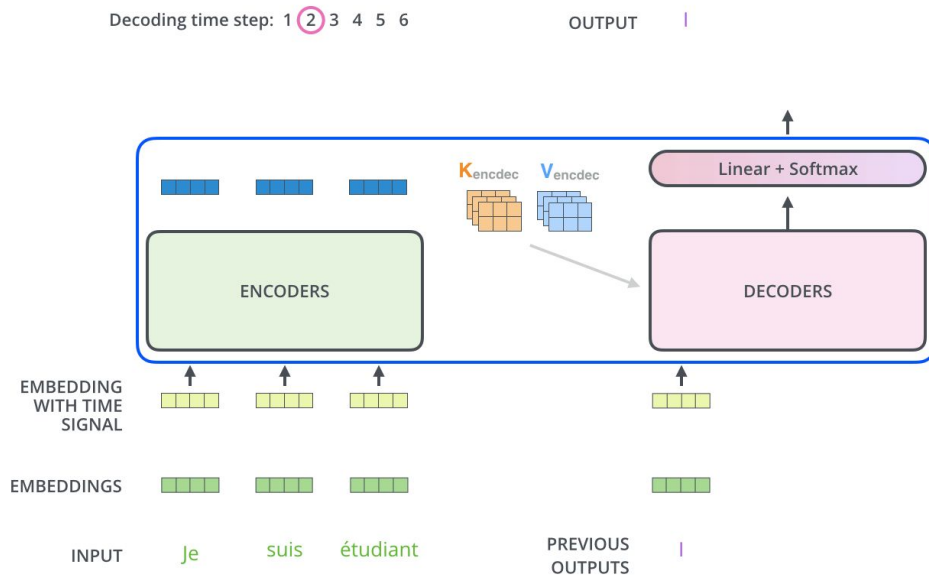 Decoding time step: 1 2 3 4 5 6
OUTPUT I
Kencdec Vencdec
Linear + Softmax
ENCODERS
DECODERS
EMBEDDING
WITH TIME
SIGNAL
EMBEDDINGS
INPUT Je suis étudiant
PREVIOUS
OUTPUTS
I